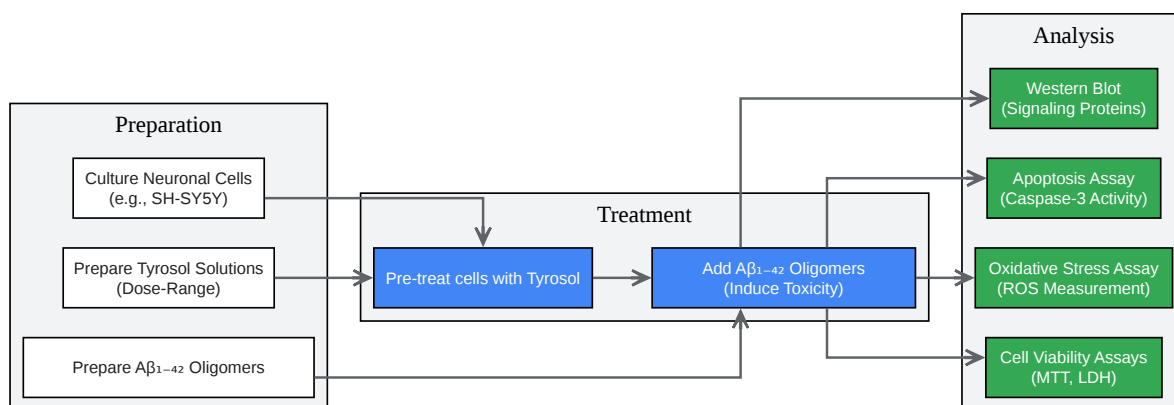 Preparation
Culture Neuronal Cells
(e.g., SH-SY5Y)
Prepare Tyrosol Solutions
(Dose-Range)
Prepare Aβ₁₋₄₂ Oligomers
Treatment
Pre-treat cells with Tyrosol
Add Aβ₁₋₄₂ Oligomers
(Induce Toxicity)
Analysis
Western Blot
(Signaling Proteins)
Apoptosis Assay
(Caspase-3 Activity)
Oxidative Stress Assay
(ROS Measurement)
Cell Viability Assays
(MTT, LDH)